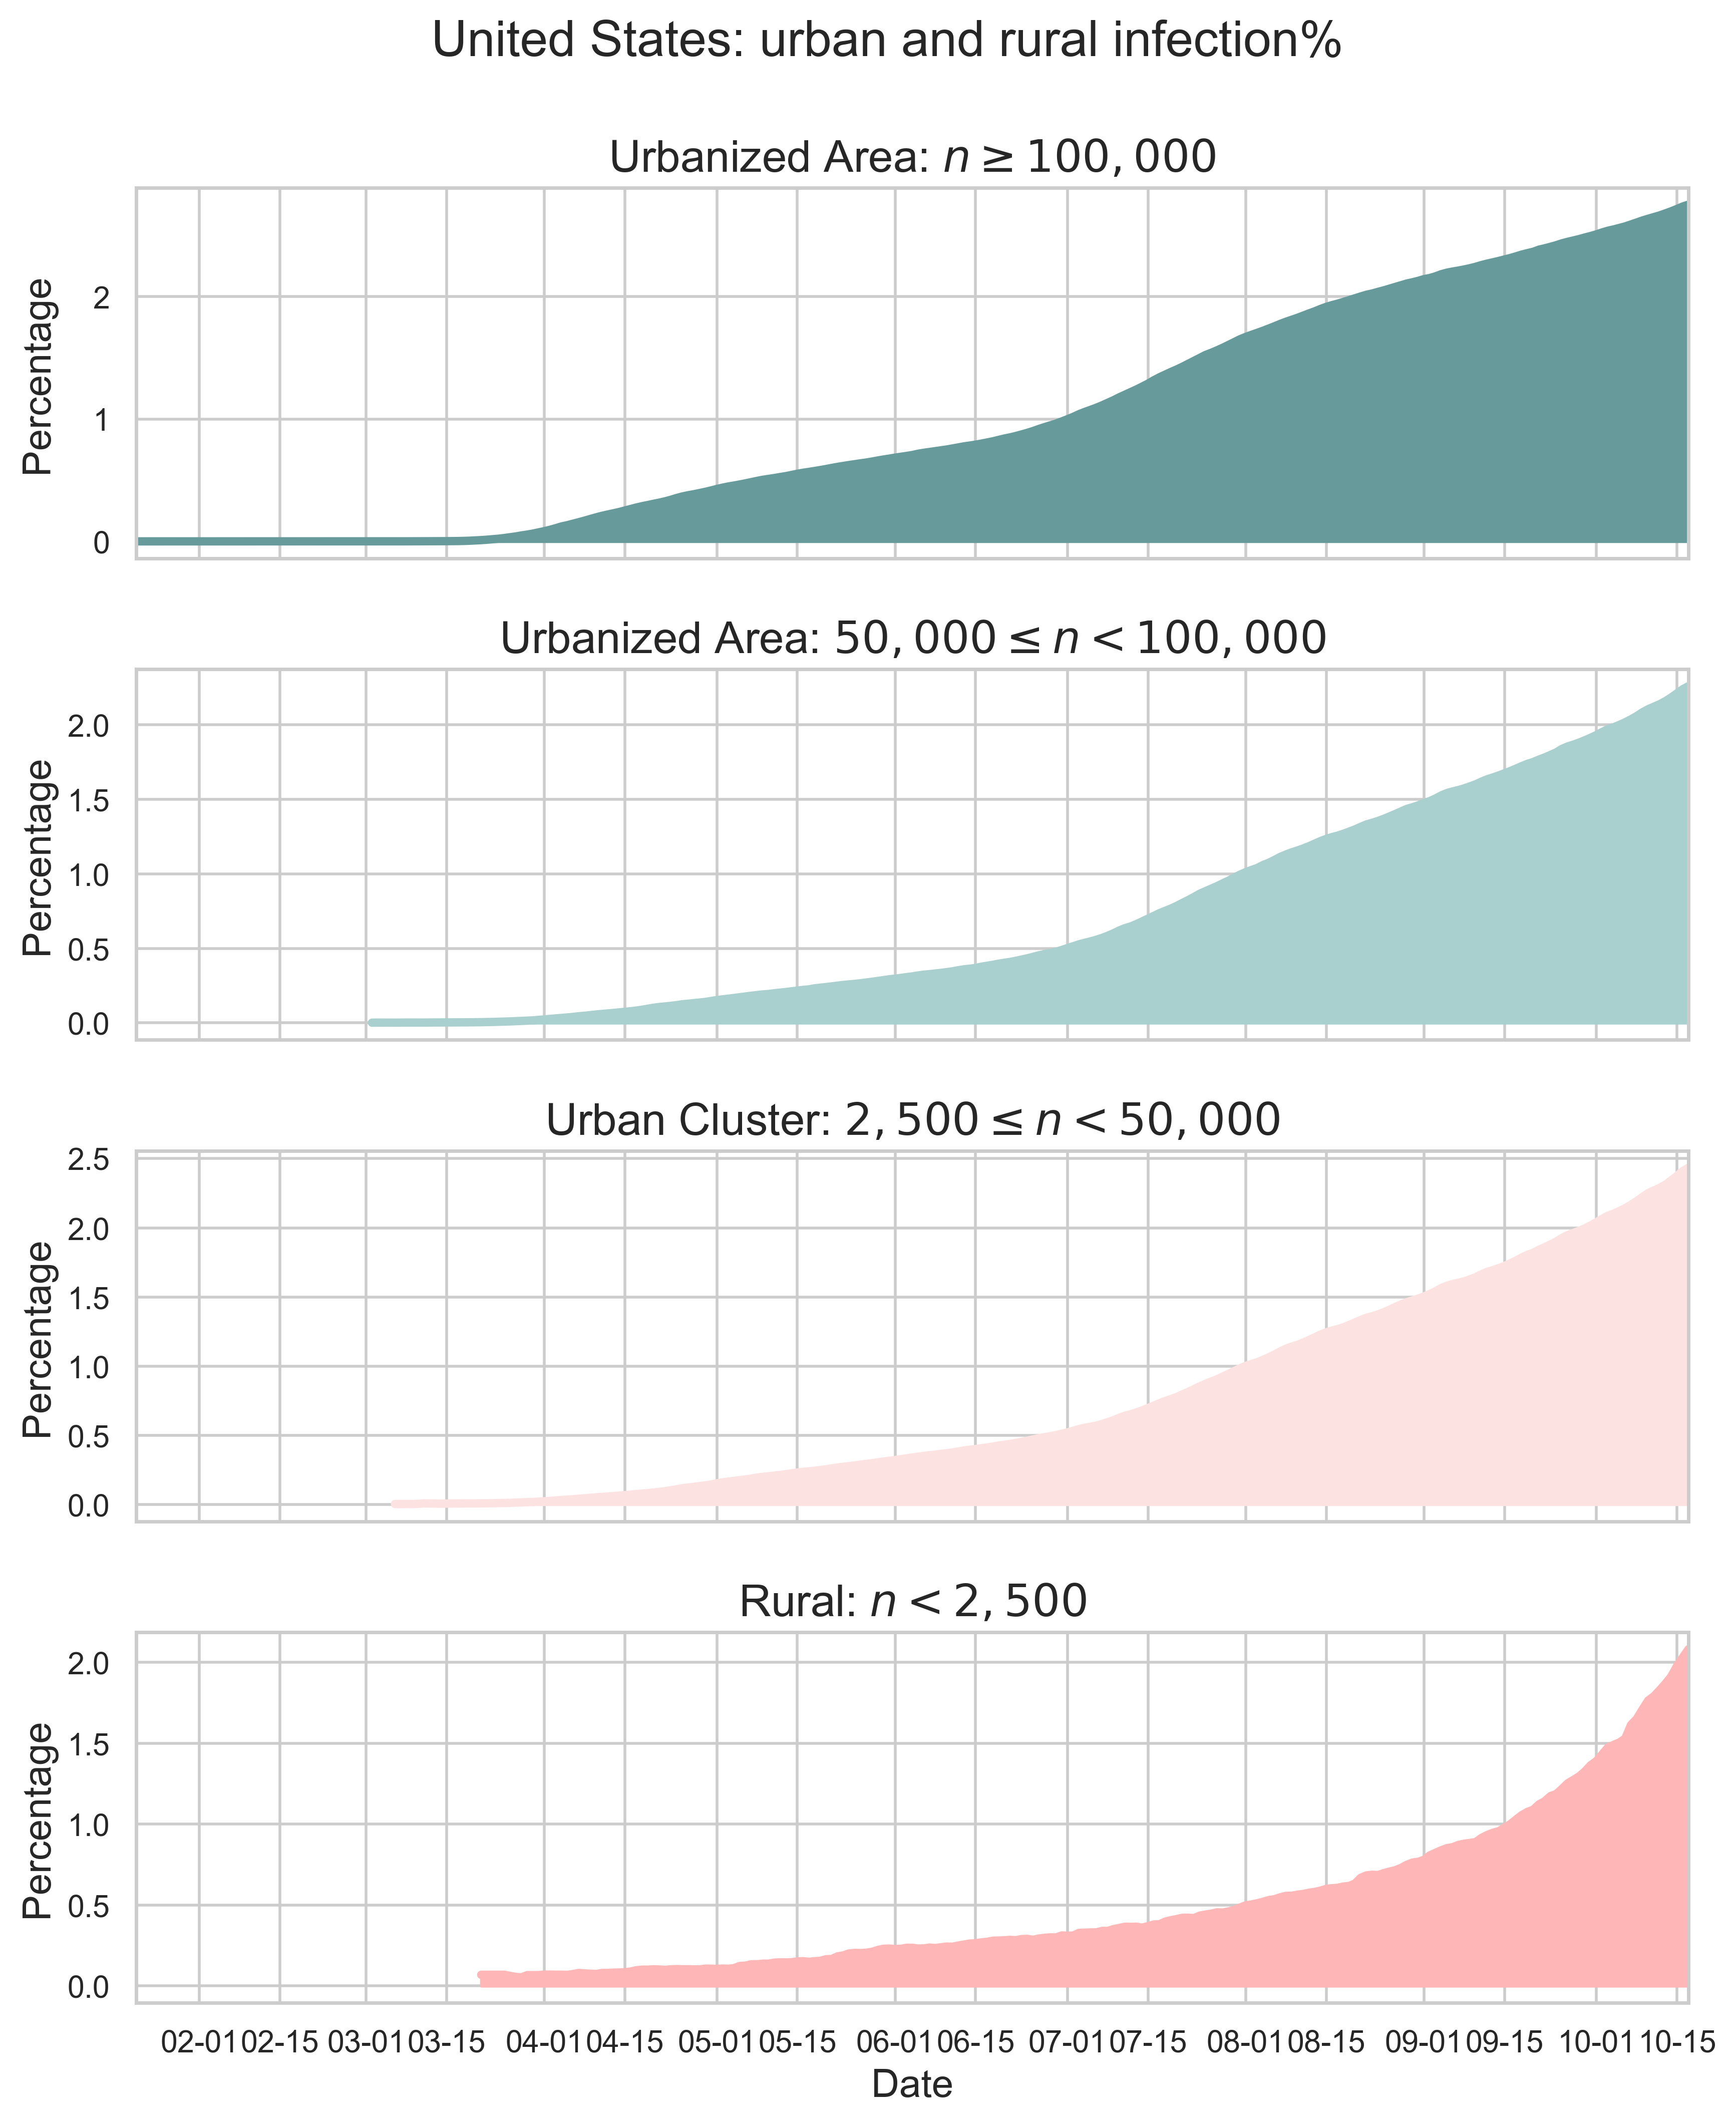 United States: urban and rural infection%
Urbanized Area: n ≥ 100,000
Percentage
2
1
0
Urbanized Area: 50,000 ≤ n < 100,000
Percentage
2.0
1.5
1.0
0.5
0.0
Urban Cluster: 2,500 ≤ n < 50,000
Percentage
2.5
2.0
1.5
1.0
0.5
0.0
Rural: n < 2,500
Percentage
2.0
1.5
1.0
0.5
0.0
02-01 02-15 03-01 03-15 04-01 04-15 05-01 05-15 06-01 06-15 07-01 07-15 08-01 08-15 09-01 09-15 10-01 10-15
Date